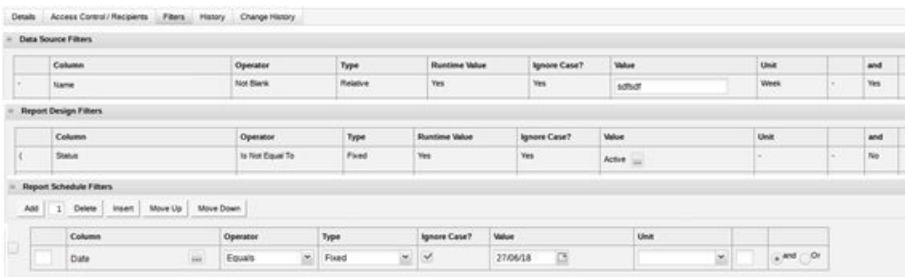 Details Access Control / Recipients Filters History Change History
Data Source Filters
Column Operator Type Runtime Value Ignore Case? Value Unit and
- Name Not Blank Relative Yes Yes sdfsdf Week - Yes
Report Design Filters
Column Operator Type Runtime Value Ignore Case? Value Unit and
( Status Is Not Equal To Fixed Yes Yes Active ... - - No
Report Schedule Filters
Add 1 Delete Insert Move Up Move Down
Column Operator Type Ignore Case? Value Unit
Date ... Equals Fixed 27/06/18 and Or